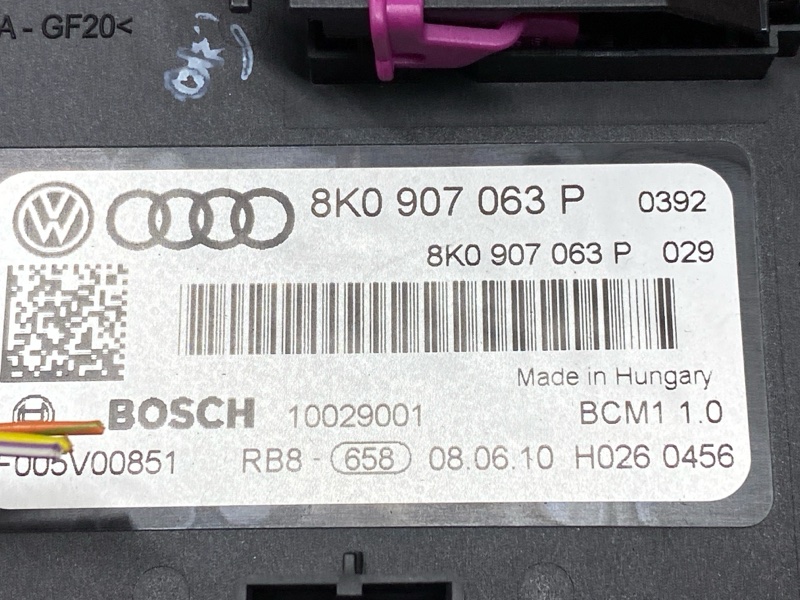 A - GF20<
8K0 907 063 P 0392
8K0 907 063 P 029
Made in Hungary
BOSCH 10029001 BCM1 1.0
F005V00851 RB8 - 658 08.06.10 H026 0456